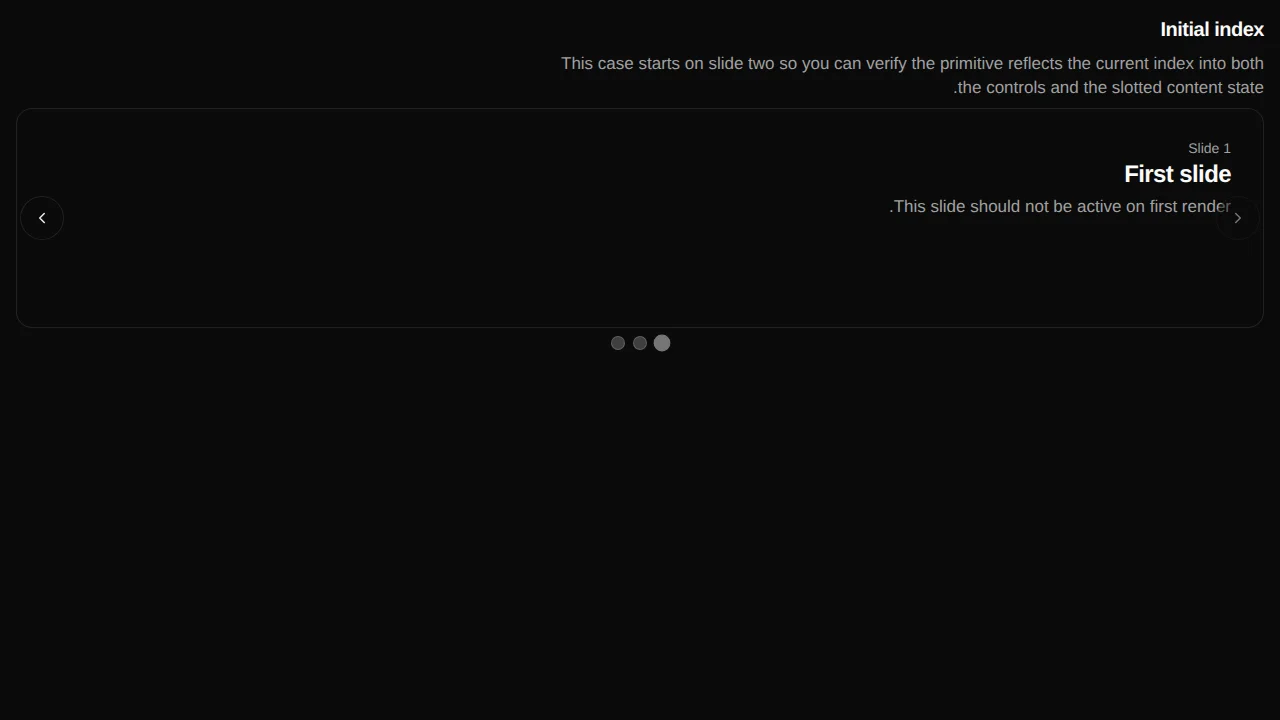 Initial index
This case starts on slide two so you can verify the primitive reflects the current index into both
.the controls and the slotted content state
Slide 1
First slide
.This slide should not be active on first render